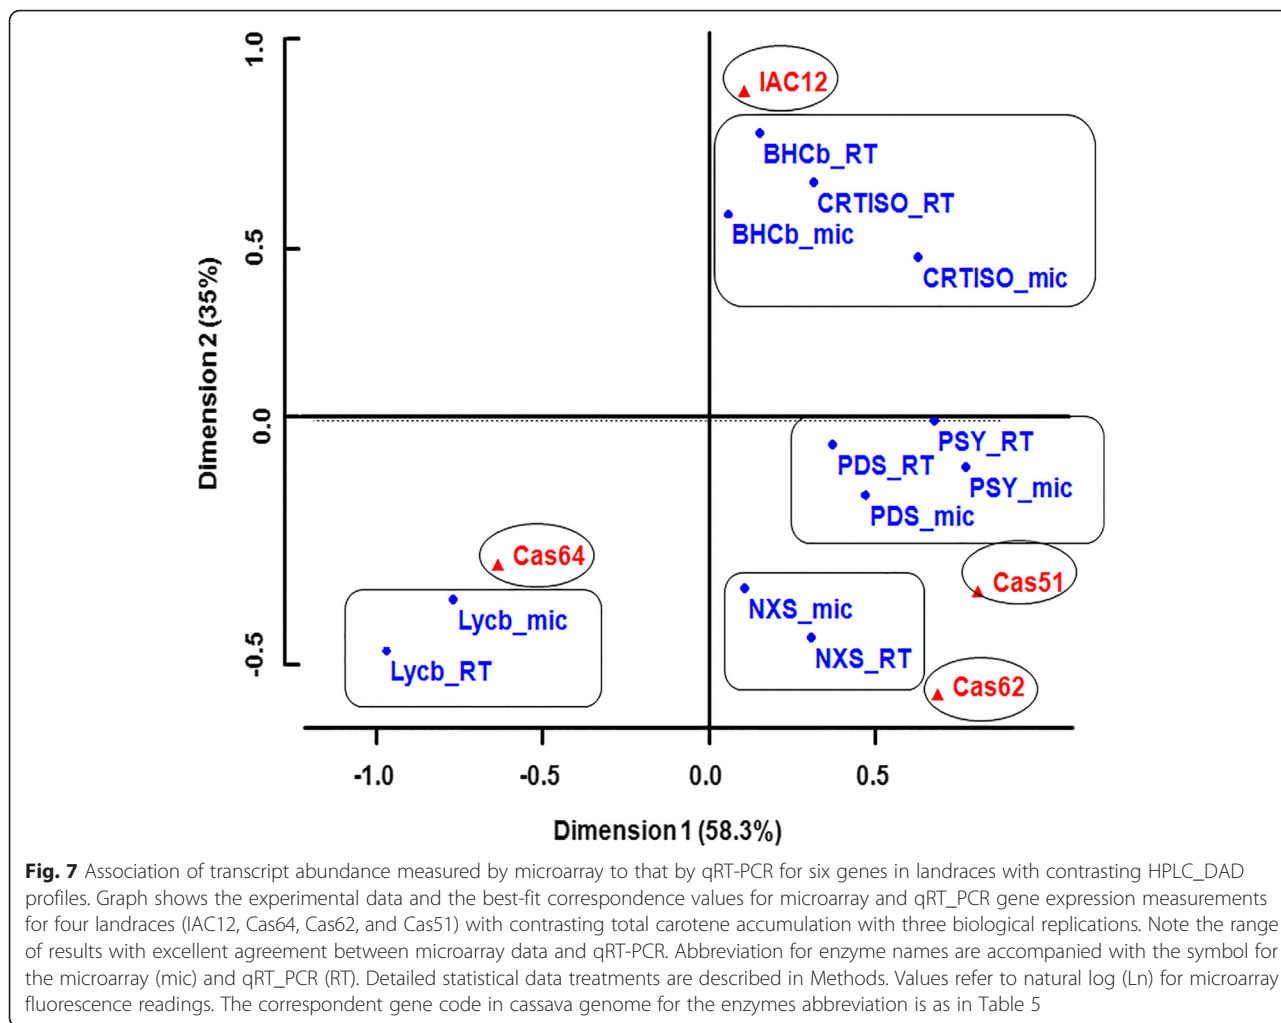 1.0
0.5
0.0
-0.5
Dimension 2 (35%)
IAC12
BHCb_RT
CRTISO_RT
BHCb_mic
CRTISO_mic
PSY_RT
PDS_RT
PSY_mic
PDS_mic
Cas64
Cas51
Lycb_mic
NXS_mic
Lycb_RT
NXS_RT
Cas62
-1.0
-0.5
0.0
0.5
Dimension 1 (58.3%)
Fig. 7 Association of transcript abundance measured by microarray to that by qRT-PCR for six genes in landraces with contrasting HPLC_DAD
profiles. Graph shows the experimental data and the best-fit correspondence values for microarray and qRT_PCR gene expression measurements
for four landraces (IAC12, Cas64, Cas62, and Cas51) with contrasting total carotene accumulation with three biological replications. Note the range
of results with excellent agreement between microarray data and qRT-PCR. Abbreviation for enzyme names are accompanied with the symbol for
the microarray (mic) and qRT_PCR (RT). Detailed statistical data treatments are described in Methods. Values refer to natural log (Ln) for microarray
fluorescence readings. The correspondent gene code in cassava genome for the enzymes abbreviation is as in Table 5